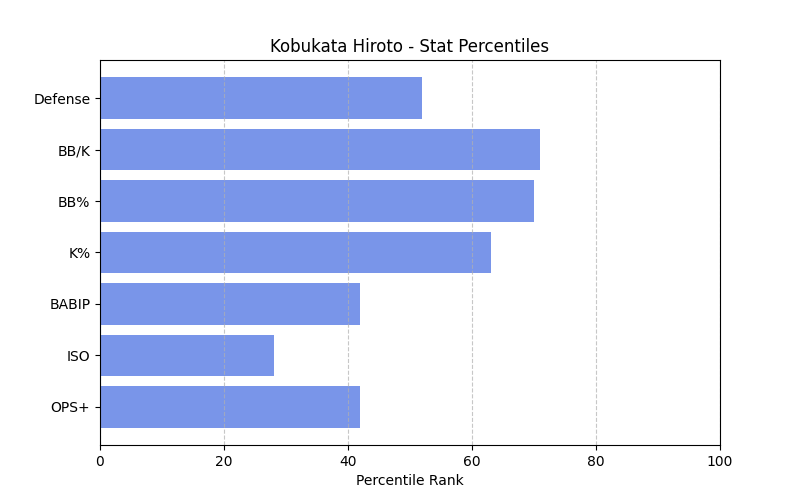 Kobukata Hiroto - Stat Percentiles
Defense
BB/K
BB%
K%
BABIP
ISO
OPS+
0 20 40 60 80 100
Percentile Rank